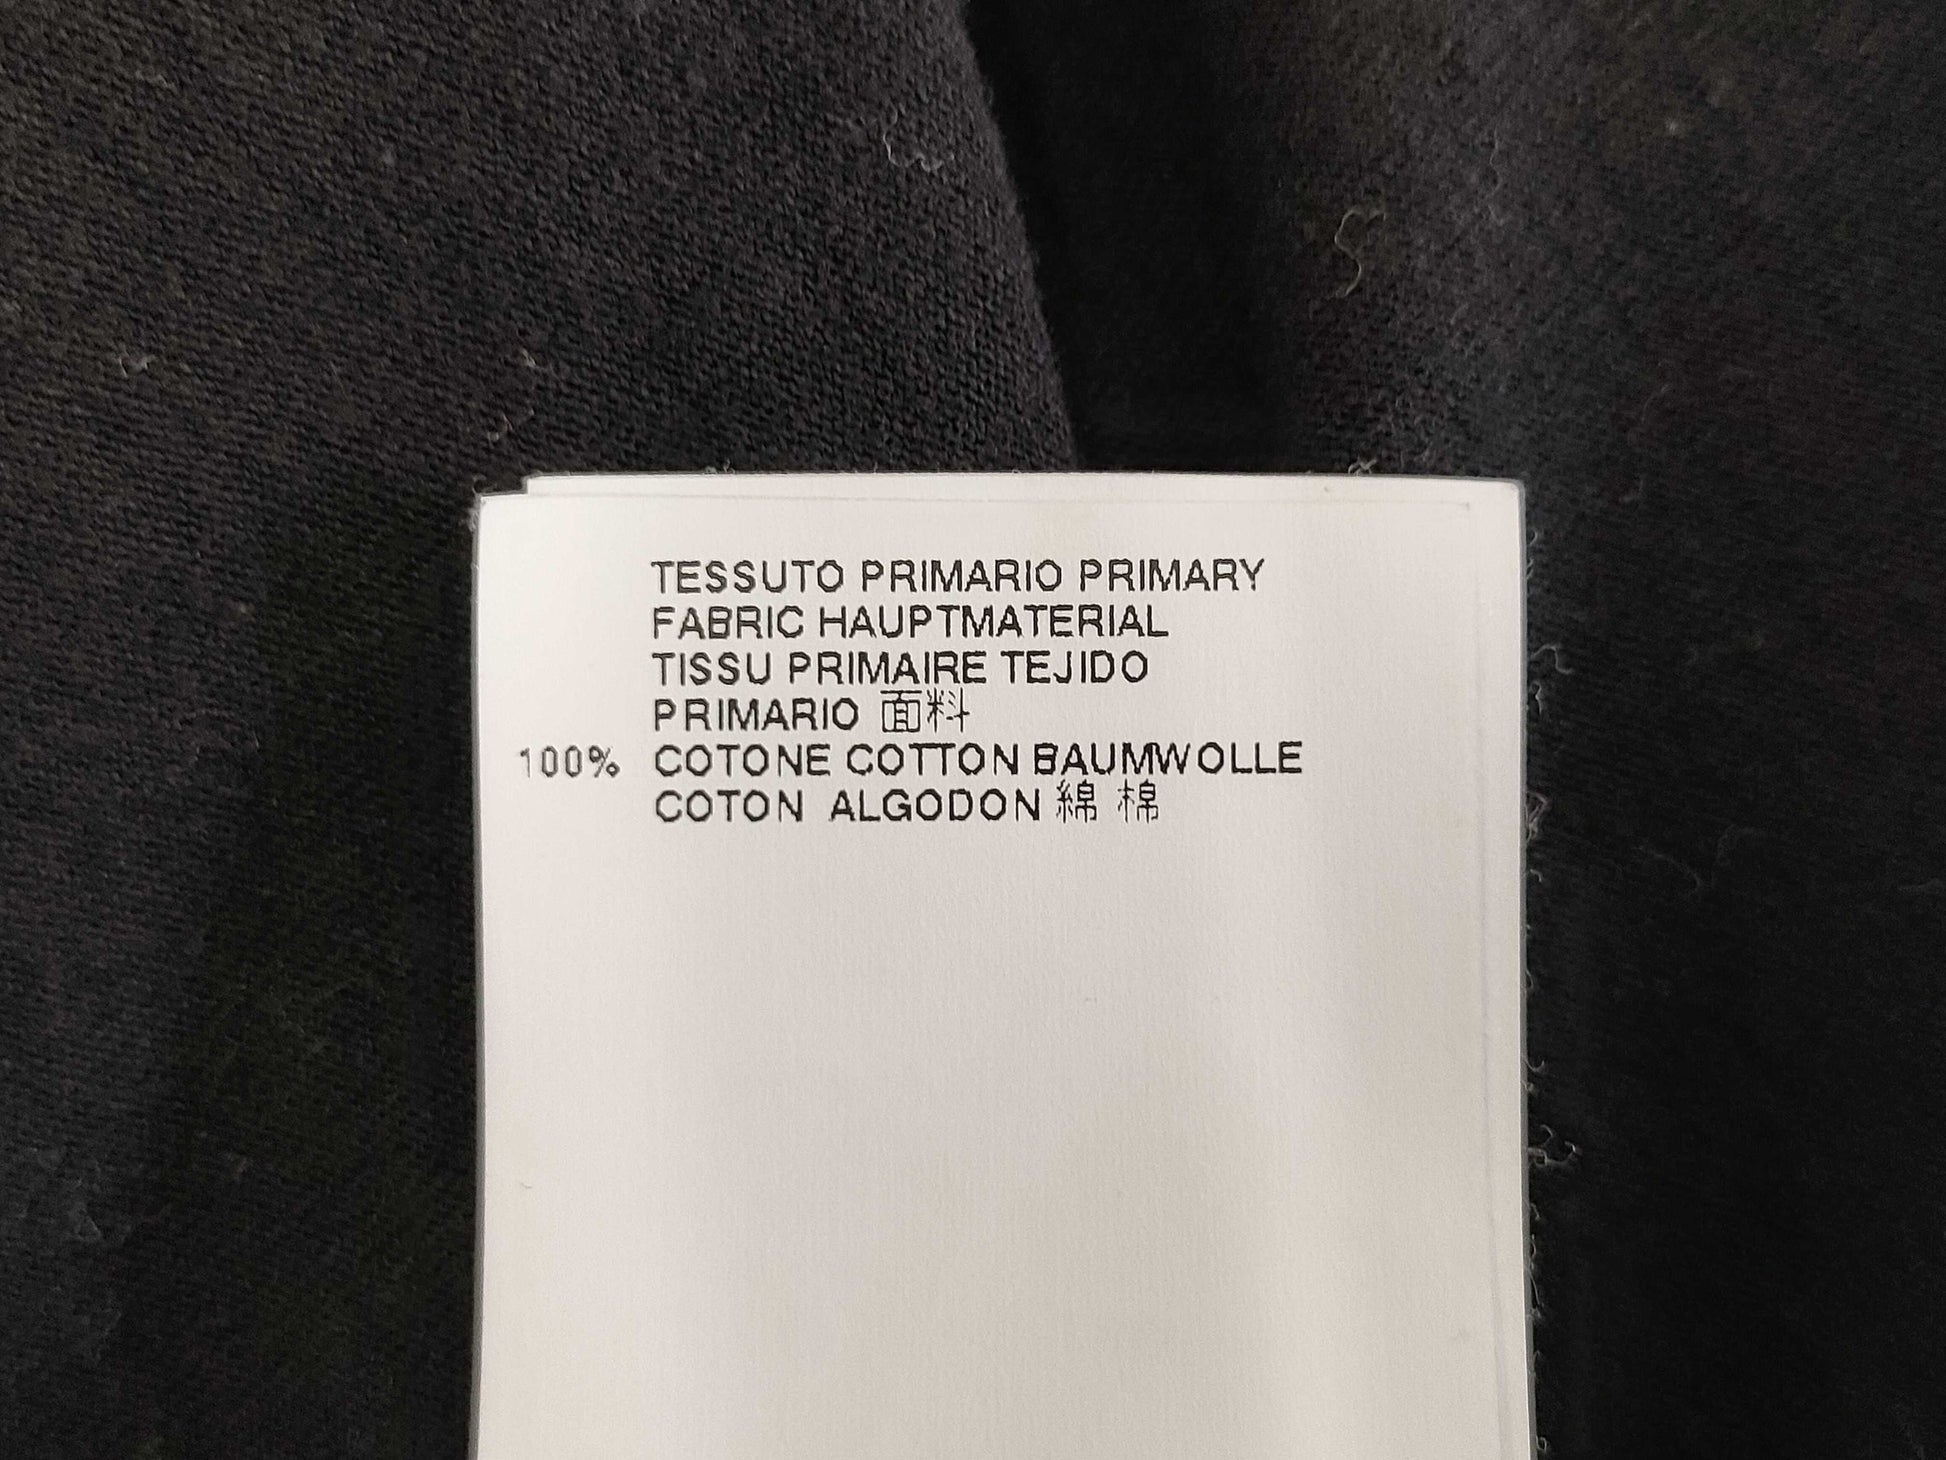 TESSUTO PRIMARIO PRIMARY
FABRIC HAUPTMATERIAL
TISSU PRIMAIRE TEJIDO
PRIMARIO 面料
100% COTONE COTTON BAUMWOLLE
COTON ALGODON 綿 棉